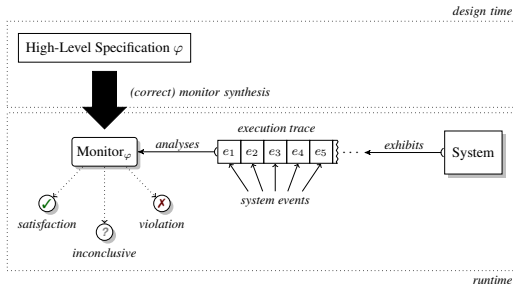 design time
High-Level Specification φ
(correct) monitor synthesis
execution trace
Monitorφ
analyses
e1 e2 e3 e4 e5 ···
exhibits
System
system events
✓
✗
satisfaction
violation
?
inconclusive
runtime